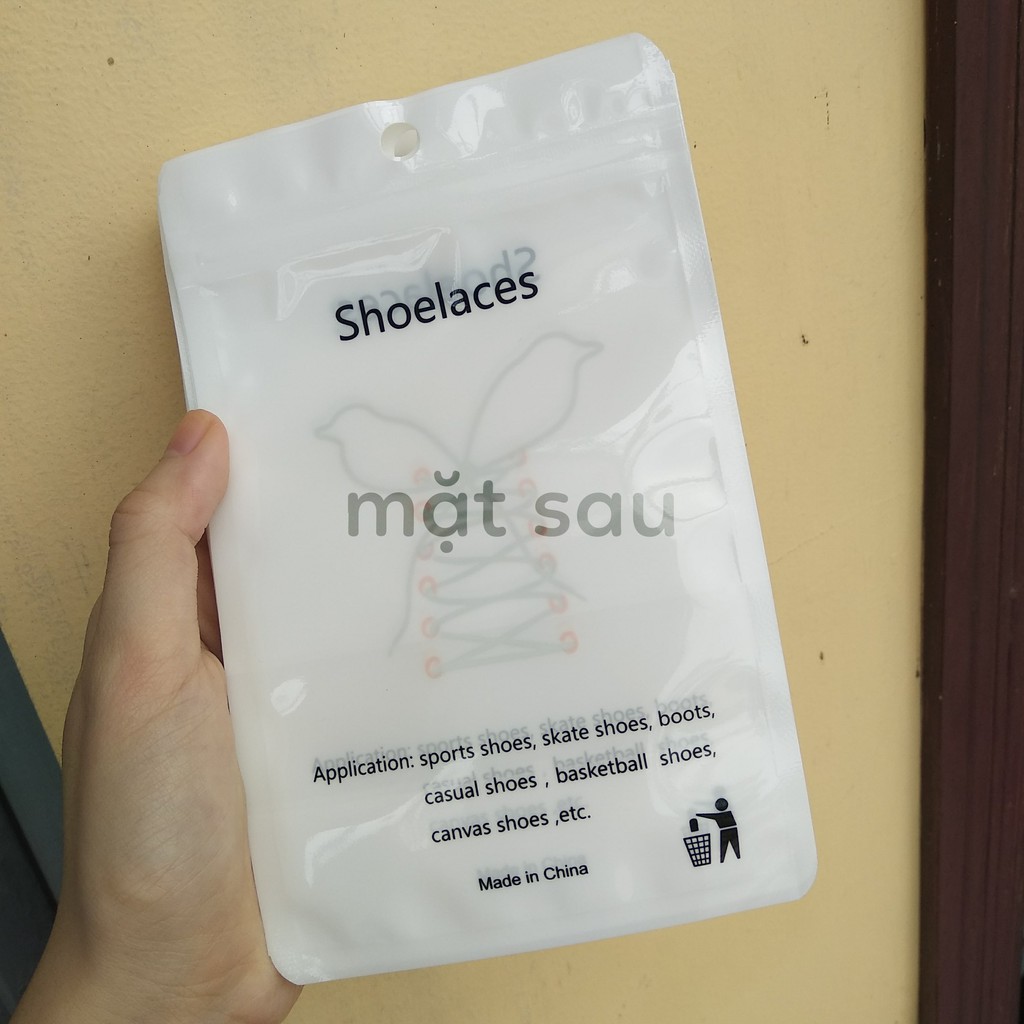 Shoelaces
mặt sau
Application: sports shoes, skate shoes, boots,
casual shoes , basketball shoes,
canvas shoes ,etc.
Made in China